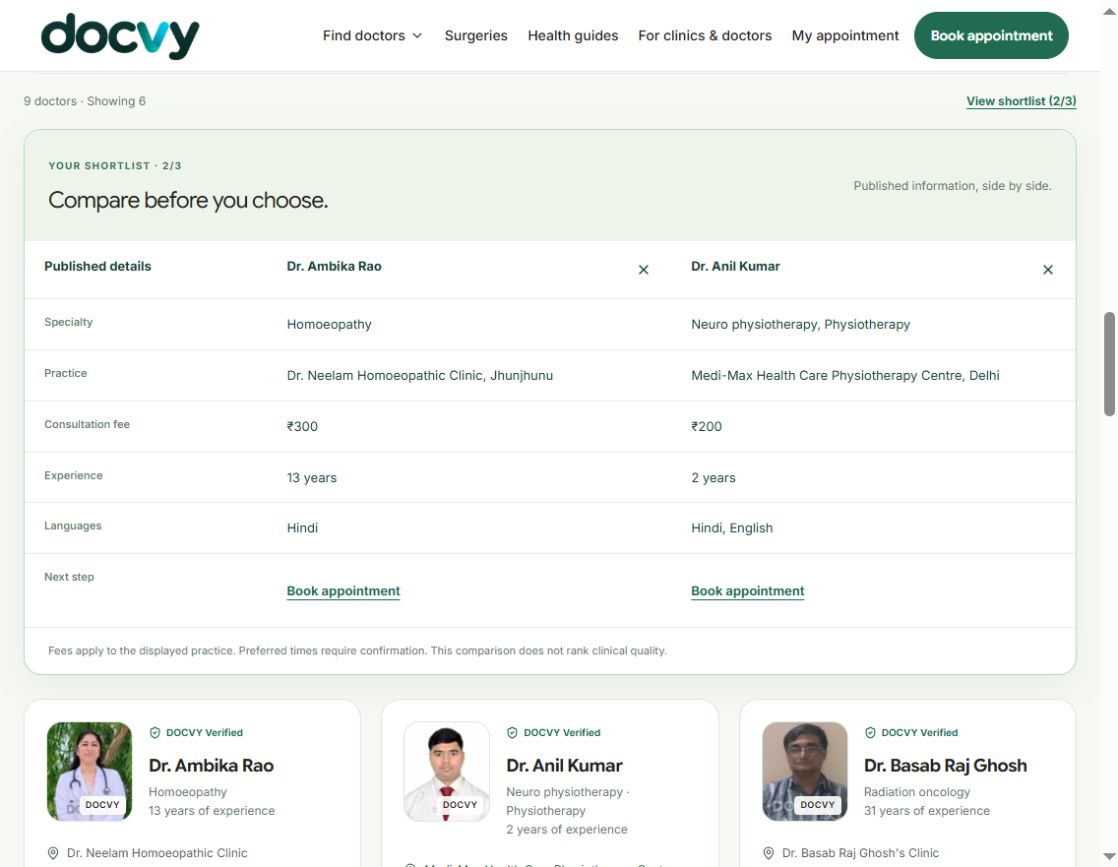 docvy
Find doctors
Surgeries
Health guides
For clinics & doctors
My appointment
Book appointment
9 doctors · Showing 6
View shortlist (2/3)
YOUR SHORTLIST · 2/3
Compare before you choose.
Published information, side by side.
Published details
Dr. Ambika Rao
Dr. Anil Kumar
Specialty
Homoeopathy
Neuro physiotherapy, Physiotherapy
Practice
Dr. Neelam Homoeopathic Clinic, Jhunjhunu
Medi-Max Health Care Physiotherapy Centre, Delhi
Consultation fee
₹300
₹200
Experience
13 years
2 years
Languages
Hindi
Hindi, English
Next step
Book appointment
Book appointment
Fees apply to the displayed practice. Preferred times require confirmation. This comparison does not rank clinical quality.
DOCVY
DOCVY Verified
Dr. Ambika Rao
Homoeopathy
13 years of experience
Dr. Neelam Homoeopathic Clinic
DOCVY
DOCVY Verified
Dr. Anil Kumar
Neuro physiotherapy ·
Physiotherapy
2 years of experience
DOCVY
DOCVY Verified
Dr. Basab Raj Ghosh
Radiation oncology
31 years of experience
Dr. Basab Raj Ghosh's Clinic